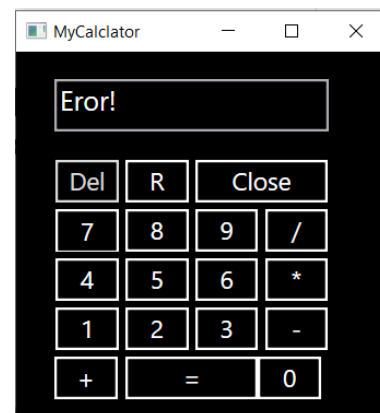 MyCalclator
Eror!
Del R Close
7 8 9 /
4 5 6 *
1 2 3 -
+ = 0